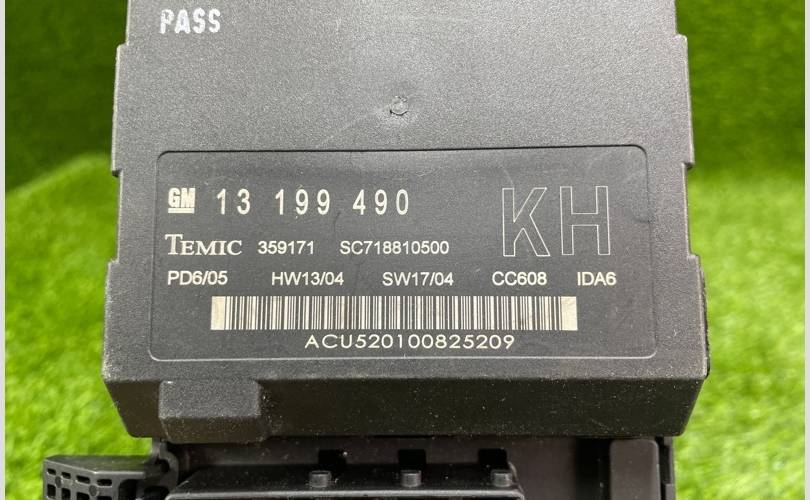 PASS
GM 13 199 490 KH
TEMIC 359171 SC718810500
PD6/05 HW13/04 SW17/04 CC608 IDA6
ACU520100825209